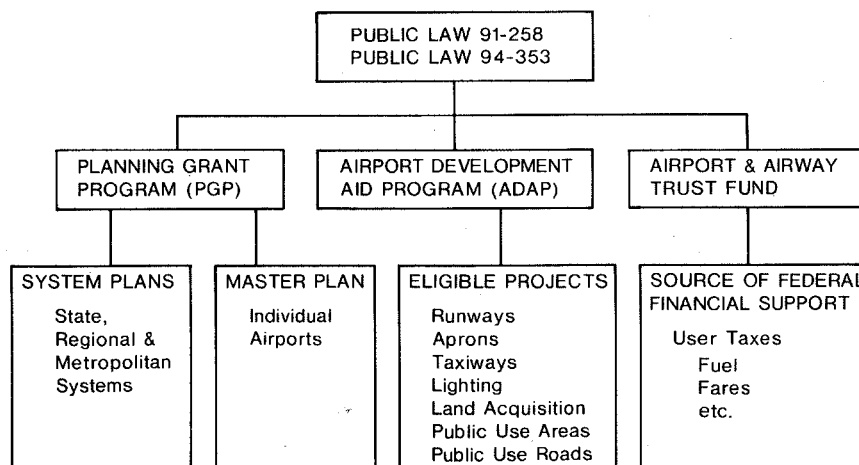 PUBLIC LAW 91-258
PUBLIC LAW 94-353
PLANNING GRANT
PROGRAM (PGP)
AIRPORT DEVELOPMENT
AID PROGRAM (ADAP)
AIRPORT & AIRWAY
TRUST FUND
SYSTEM PLANS
State,
Regional &
Metropolitan
Systems
MASTER PLAN
Individual
Airports
ELIGIBLE PROJECTS
Runways
Aprons
Taxiways
Lighting
Land Acquisition
Public Use Areas
Public Use Roads
SOURCE OF FEDERAL
FINANCIAL SUPPORT
User Taxes
Fuel
Fares
etc.